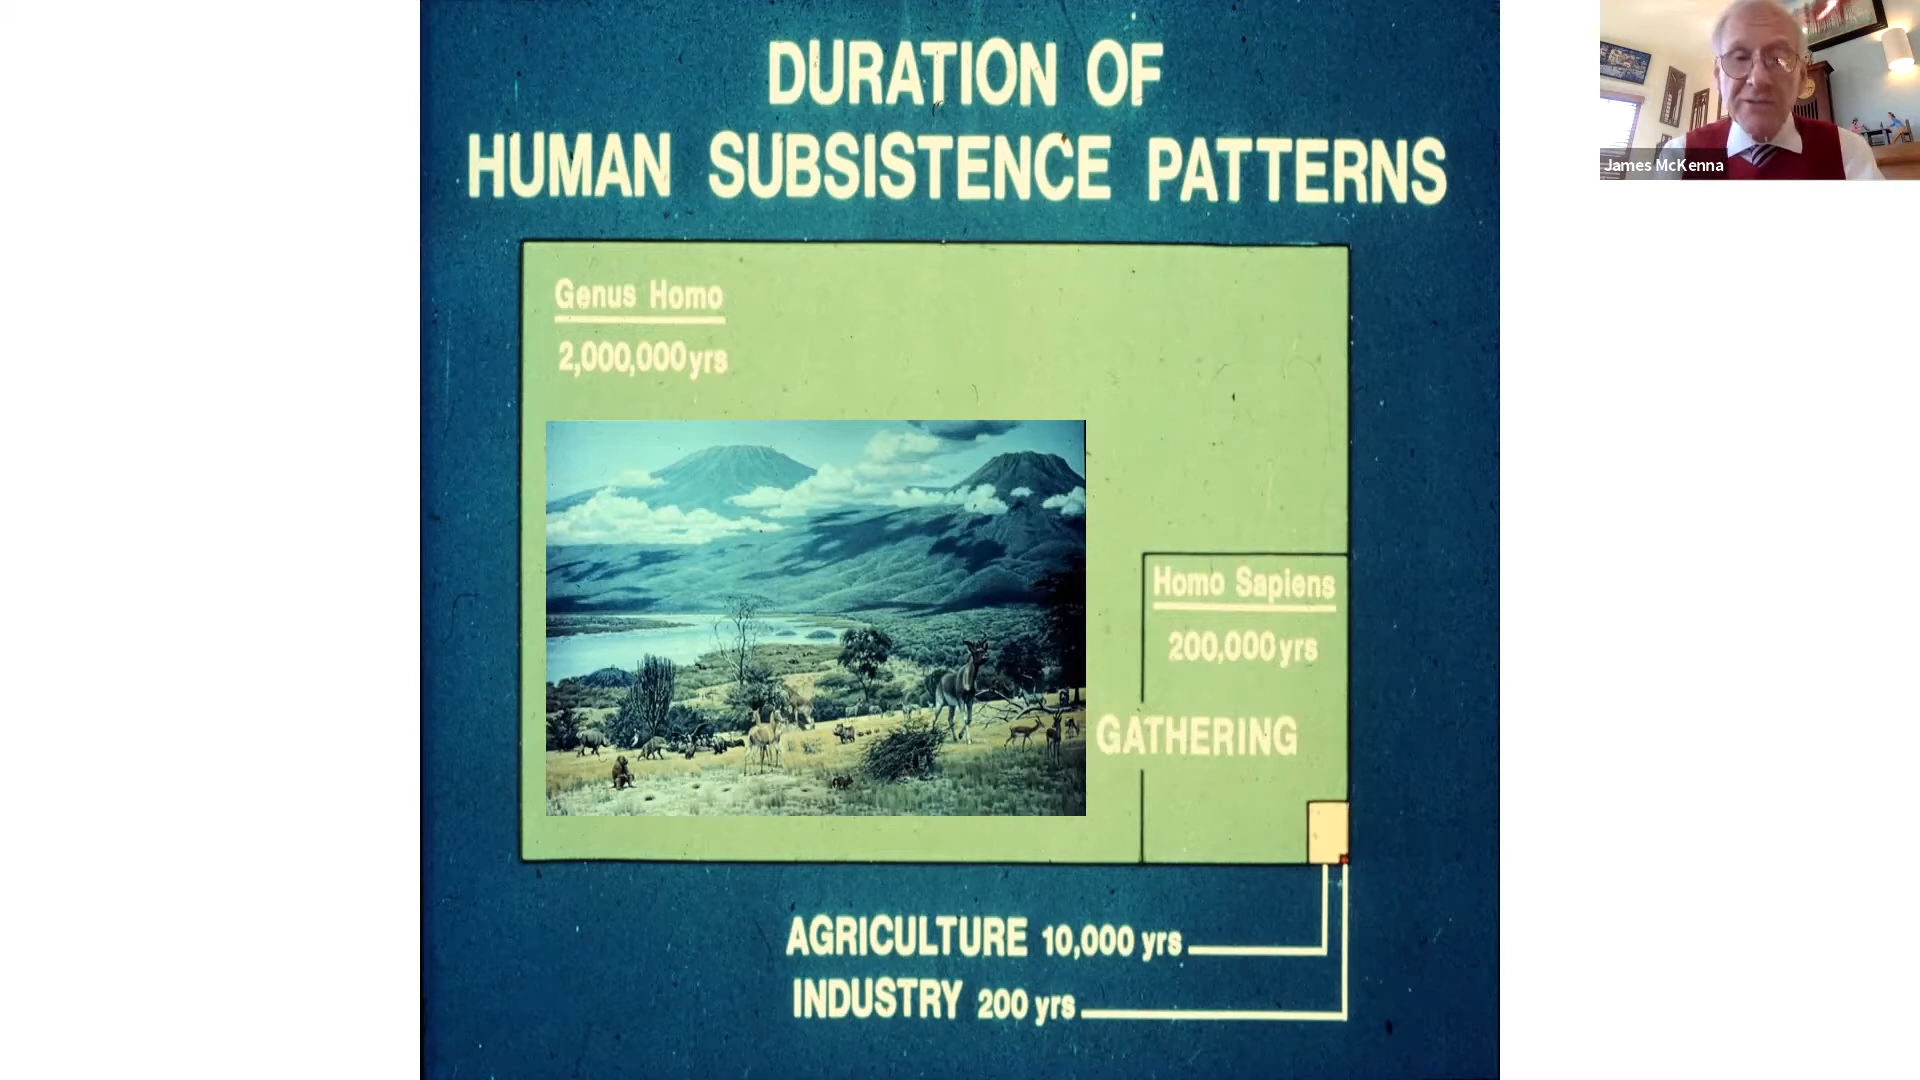 DURATION OF
HUMAN SUBSISTENCE PATTERNS
Genus Homo
2,000,000 yrs
Homo Sapiens
200,000 yrs
GATHERING
AGRICULTURE 10,000 yrs
INDUSTRY 200 yrs
James McKenna